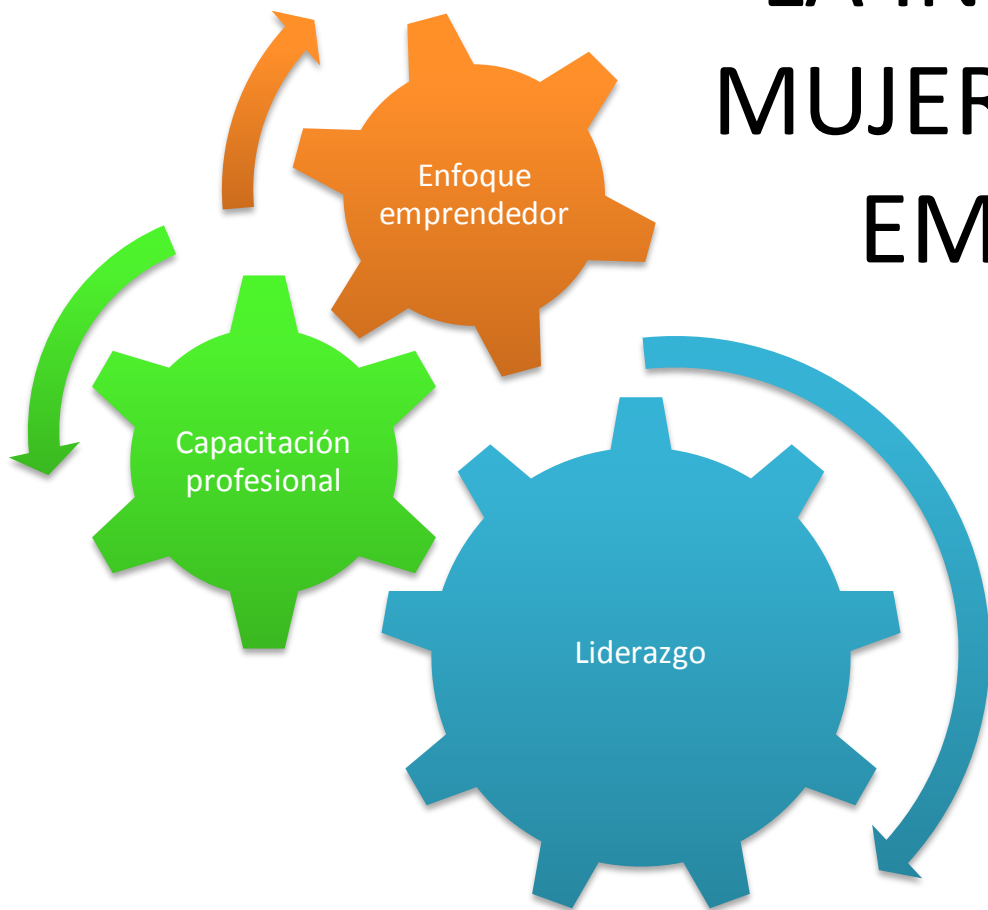 MUJER
EM
Enfoque
emprendedor
Capacitación
profesional
Liderazgo